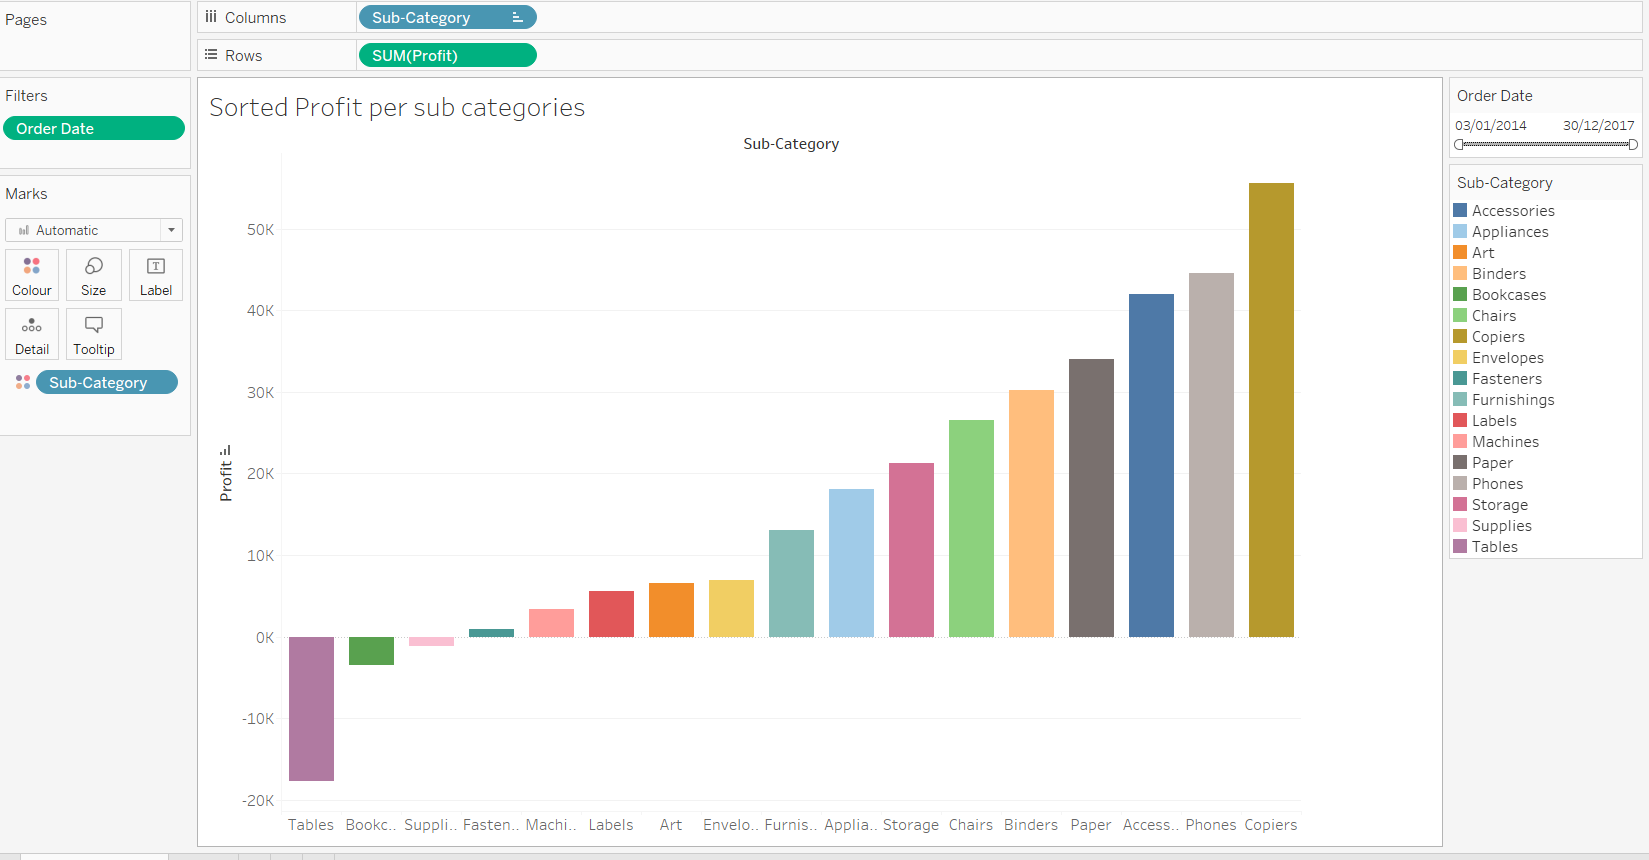 Pages
Columns
Sub-Category
Rows
SUM(Profit)
Filters
Order Date
Marks
Automatic
Colour
Size
T
Label
Detail
Tooltip
Sub-Category
Sorted Profit per sub categories
Sub-Category
Profit
50K
40K
30K
20K
10K
0K
-10K
-20K
Tables Bookc.. Suppli.. Fasten.. Machi.. Labels Art Envelo.. Furnis.. Applia.. Storage Chairs Binders Paper Access.. Phones Copiers
Order Date
03/01/2014 30/12/2017
Sub-Category
Accessories
Appliances
Art
Binders
Bookcases
Chairs
Copiers
Envelopes
Fasteners
Furnishings
Labels
Machines
Paper
Phones
Storage
Supplies
Tables